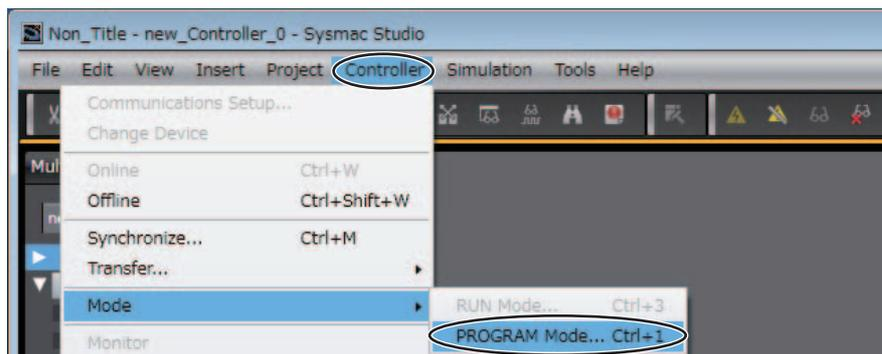 Non_Title - new_Controller_0 - Sysmac Studio
File Edit View Insert Project Controller Simulation Tools Help
Communications Setup...
Change Device
Mul
Online Ctrl+W
Offline Ctrl+Shift+W
Synchronize... Ctrl+M
Transfer...
Mode
RUN Mode... Ctrl+3
PROGRAM Mode... Ctrl+1
Monitor